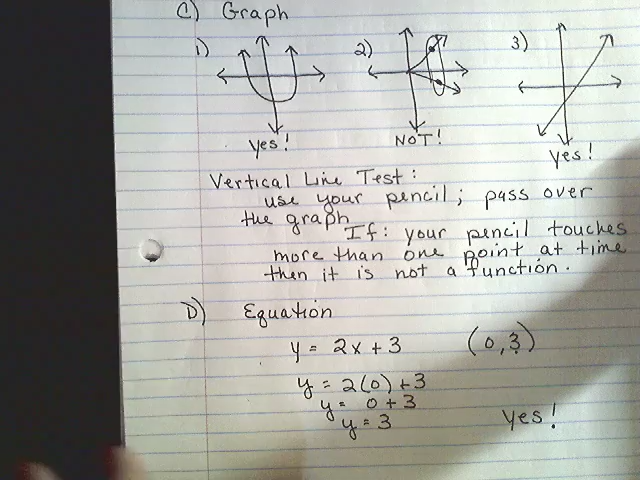 C) Graph
1) 2) 3)
Yes! NOT! Yes!
Vertical Line Test:
use your pencil; pass over
the graph
If: your pencil touches
more than one point at time
then it is not a function.
D) Equation
y = 2x + 3 (0, 3)
y = 2(0) + 3
y = 0 + 3
y = 3 Yes!